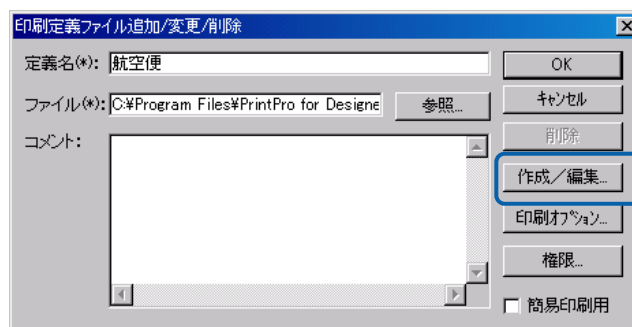 印刷定義ファイル追加/変更/削除
定義名(*): 航空便
OK
ファイル(*): C:¥Program Files¥PrintPro for Designe
参照...
キャンセル
コメント:
削除
作成／編集...
印刷オプション...
権限...
簡易印刷用